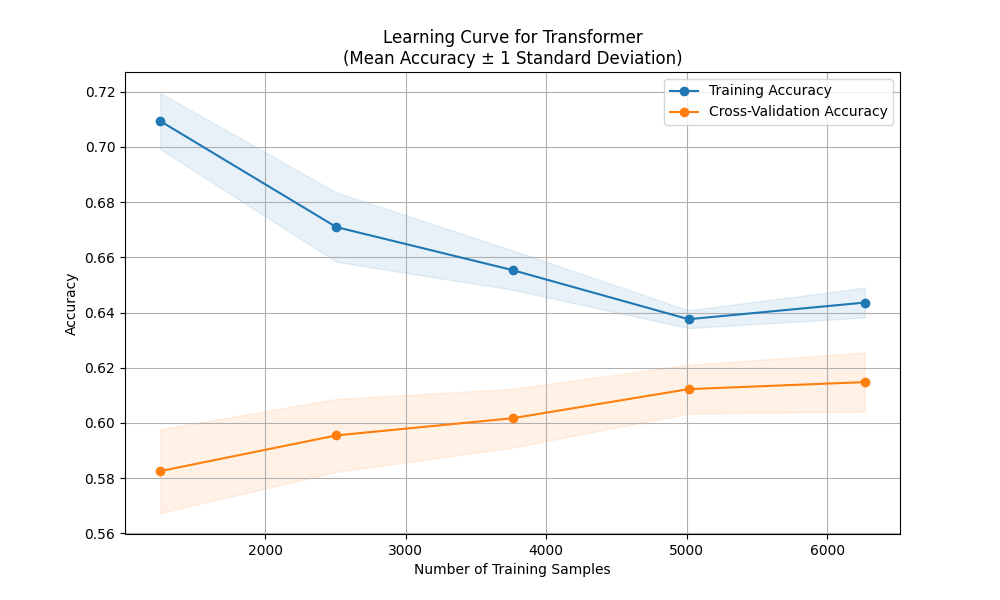 Learning Curve for Transformer
(Mean Accuracy ± 1 Standard Deviation)
Training Accuracy
Cross-Validation Accuracy
Accuracy
0.72
0.70
0.68
0.66
0.64
0.62
0.60
0.58
0.56
2000 3000 4000 5000 6000
Number of Training Samples